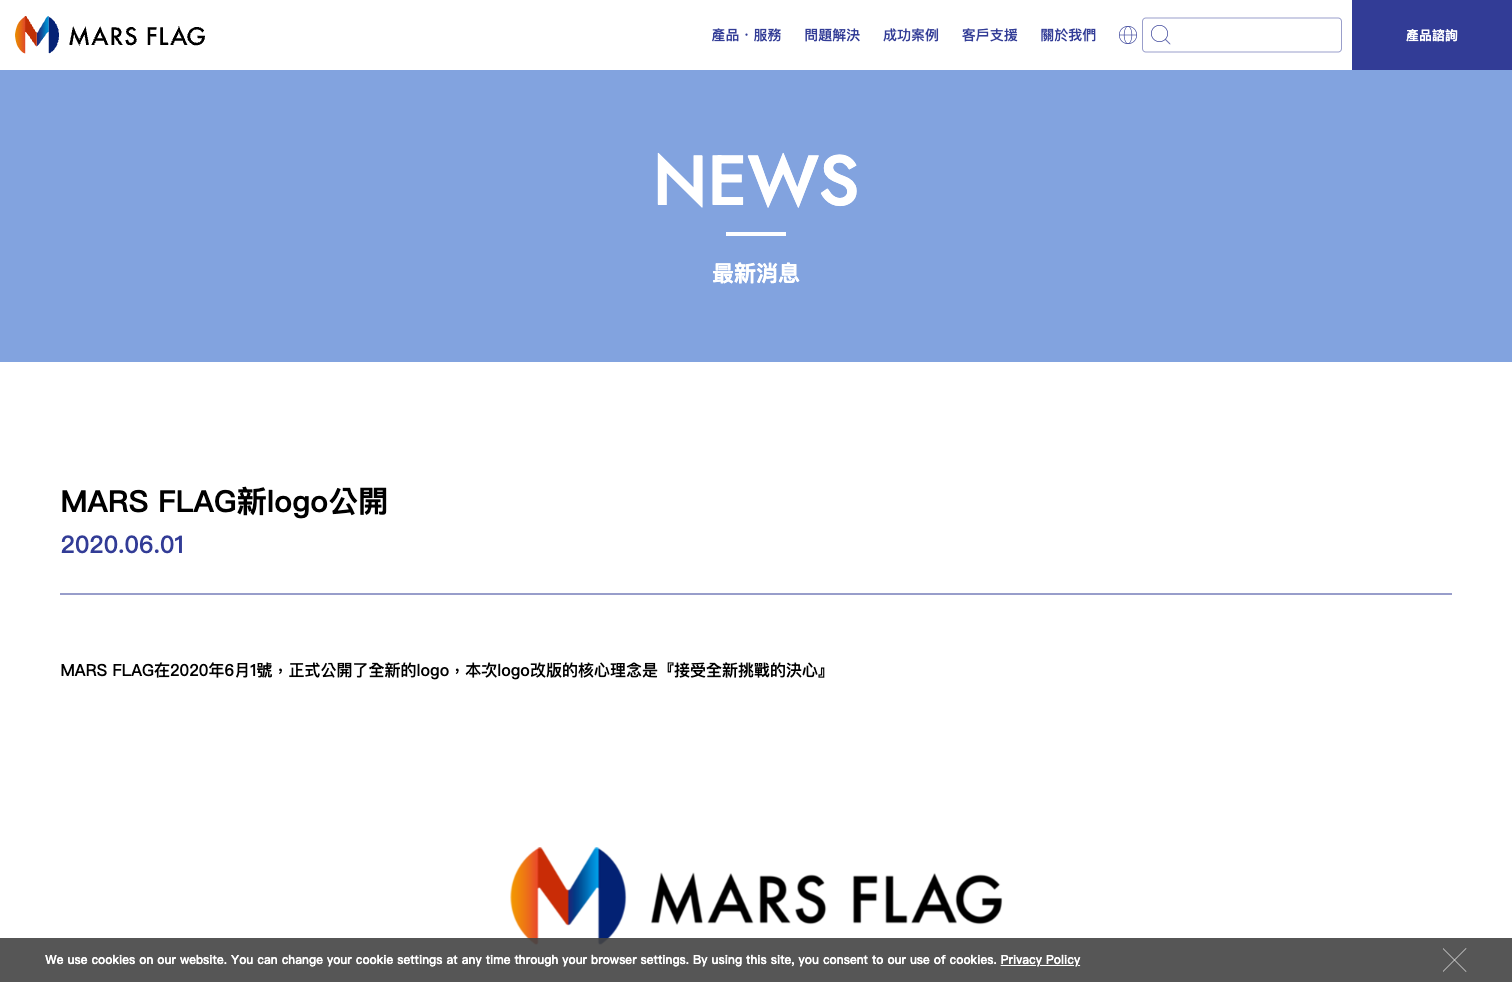 MARS FLAG
產品・服務
問題解決
成功案例
客戶支援
關於我們
產品諮詢
NEWS
最新消息
MARS FLAG新logo公開
2020.06.01
MARS FLAG在2020年6月1號，正式公開了全新的logo，本次logo改版的核心理念是『接受全新挑戰的決心』
MARS FLAG
We use cookies on our website. You can change your cookie settings at any time through your browser settings. By using this site, you consent to our use of cookies. Privacy Policy